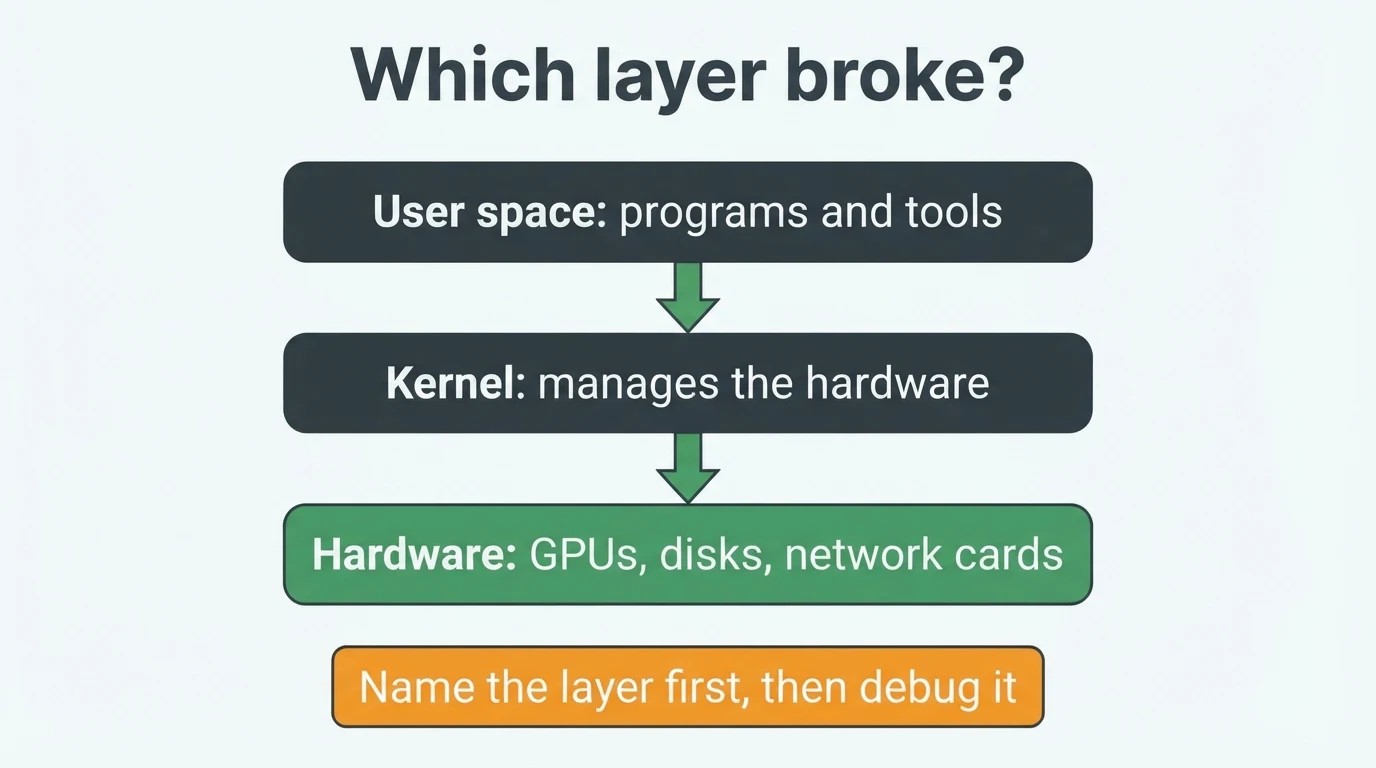 Which layer broke?
User space: programs and tools
Kernel: manages the hardware
Hardware: GPUs, disks, network cards
Name the layer first, then debug it